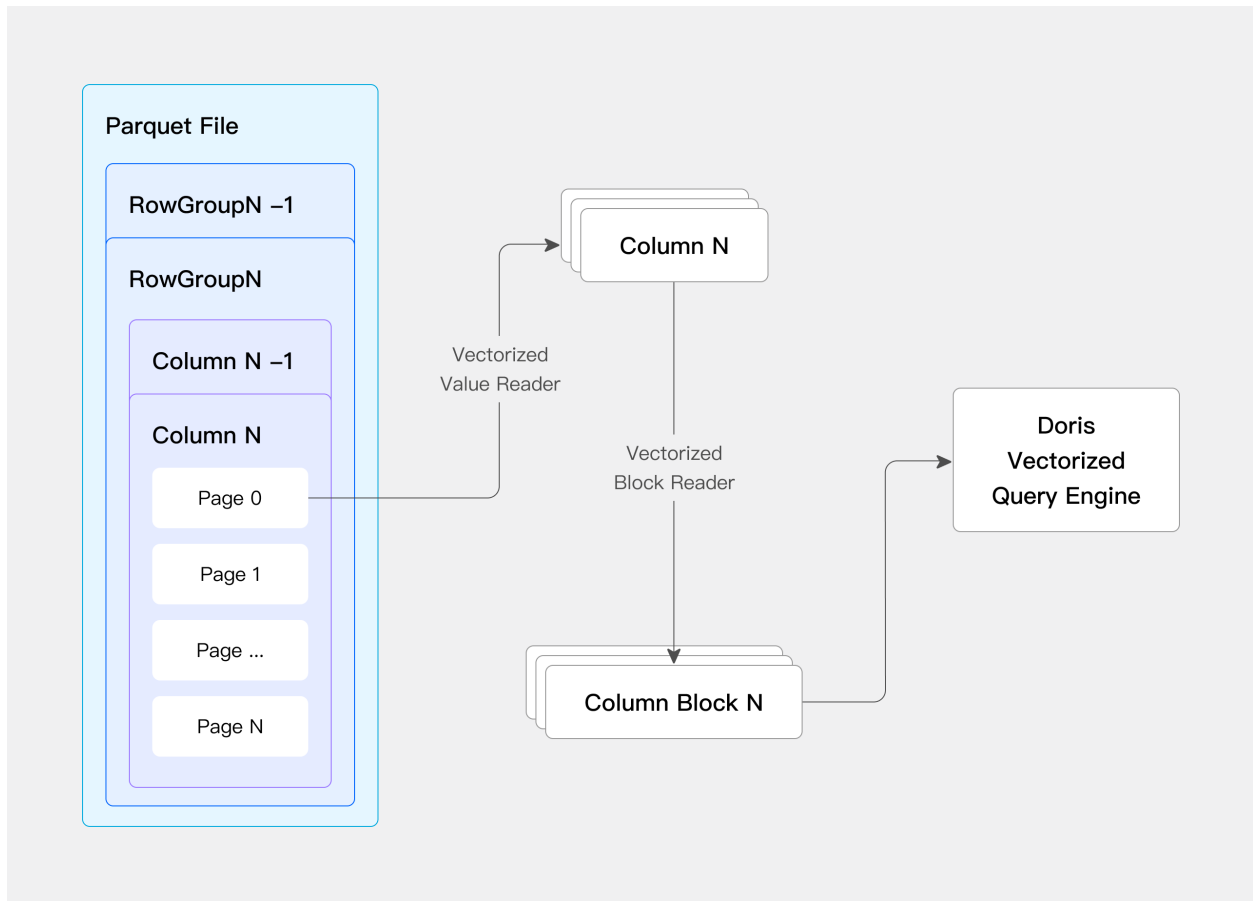 Parquet File
RowGroupN –1
RowGroupN
Column N –1
Column N
Page 0
Page 1
Page ...
Page N
Vectorized
Value Reader
Column N
Vectorized
Block Reader
Column Block N
Doris
Vectorized
Query Engine